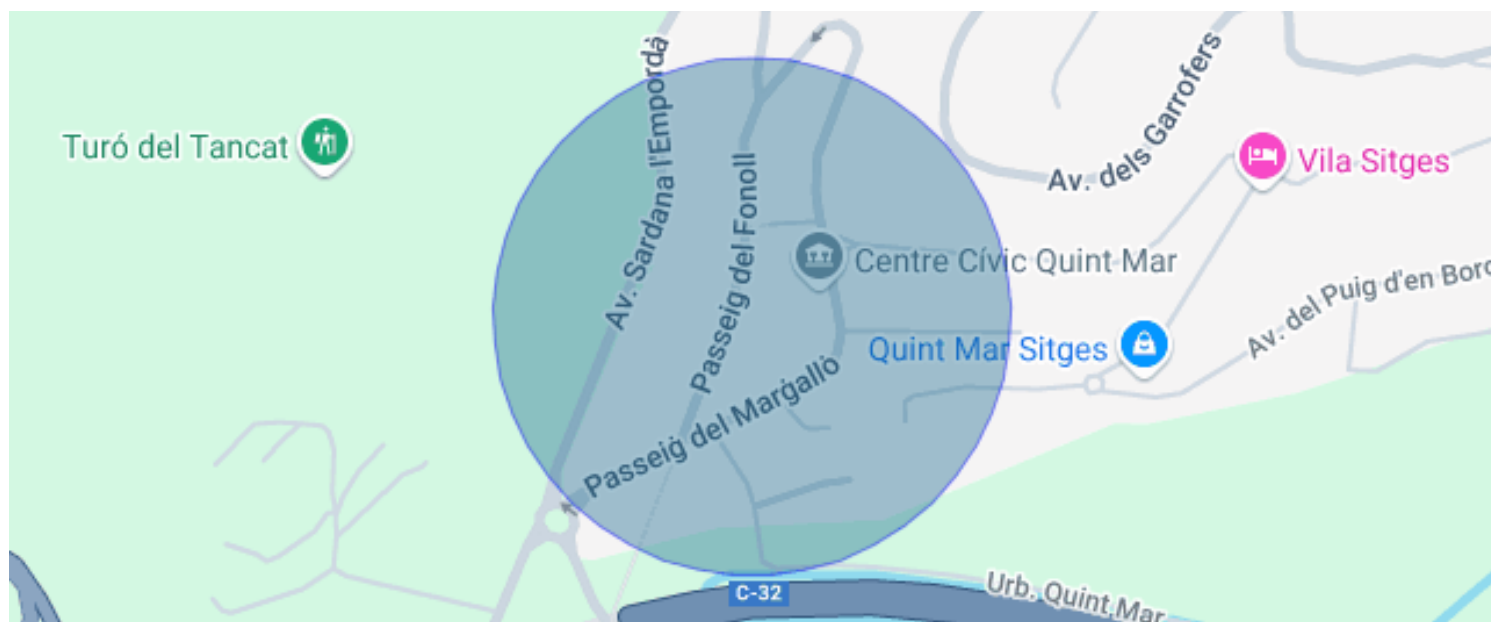 Av. Sardana l'Empordà
Av. dels Garrofers
Turó del Tancat
Vila Sitges
Passeig del Fonoll
Centre Cívic Quint Mar
Av. del Puig d'en Bor
Quint Mar Sitges
Passeig del Margalló
C-32
Urb. Quint Mar